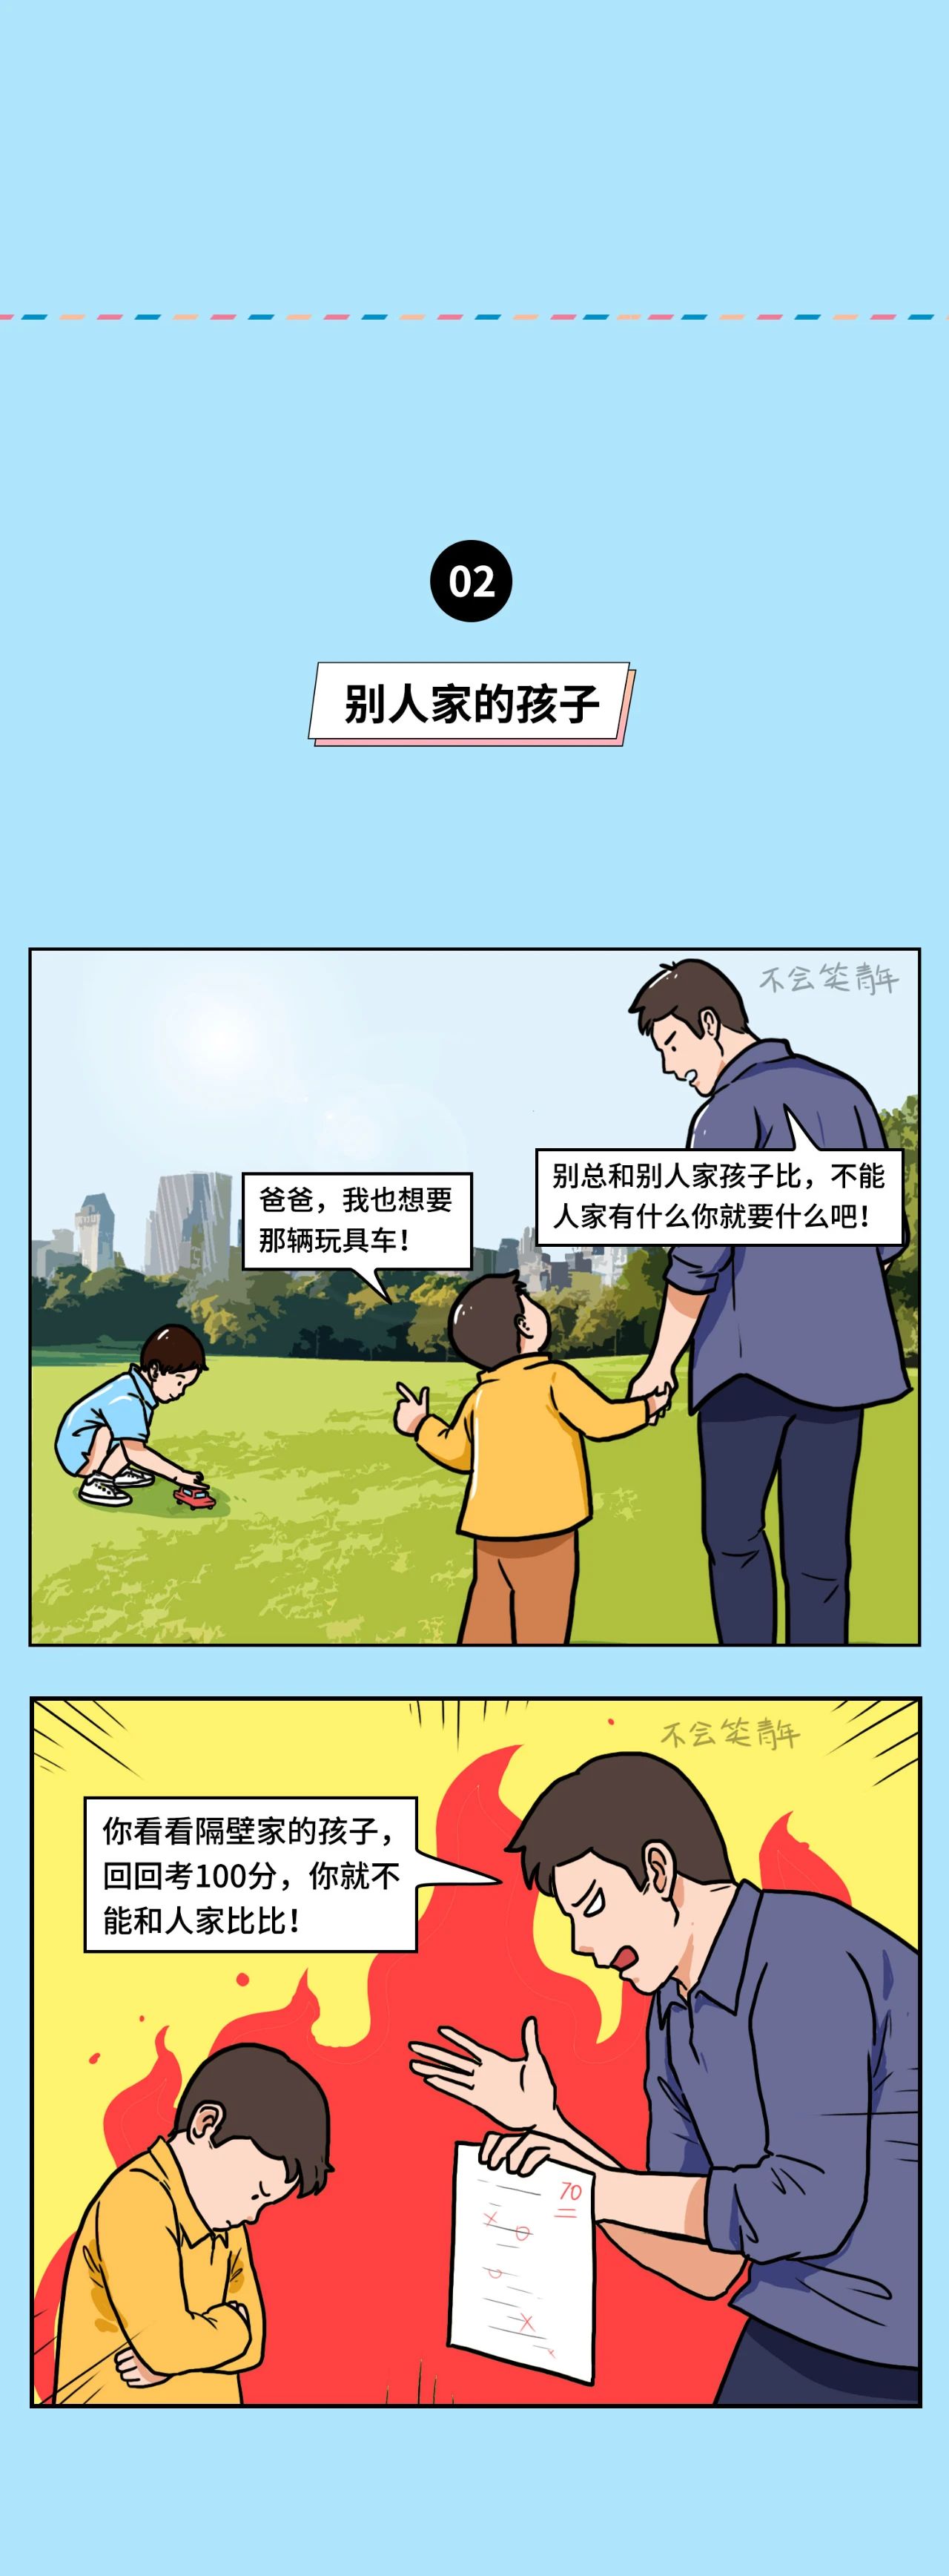 02
别人家的孩子
不会笑青年
爸爸，我也想要
那辆玩具车！
别总和别人家孩子比，不能
人家有什么你就要什么吧！
不会笑青年
你看看隔壁家的孩子，
回回考100分，你就不
能和人家比比！
70